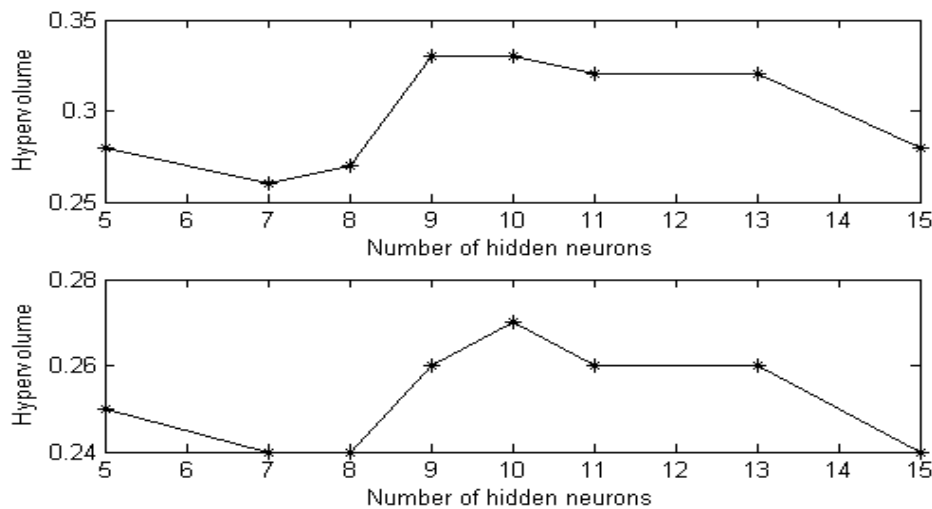 0.35
0.3
0.25
Hypervolume
5 6 7 8 9 10 11 12 13 14 15
Number of hidden neurons
0.28
0.26
0.24
Hypervolume
5 6 7 8 9 10 11 12 13 14 15
Number of hidden neurons